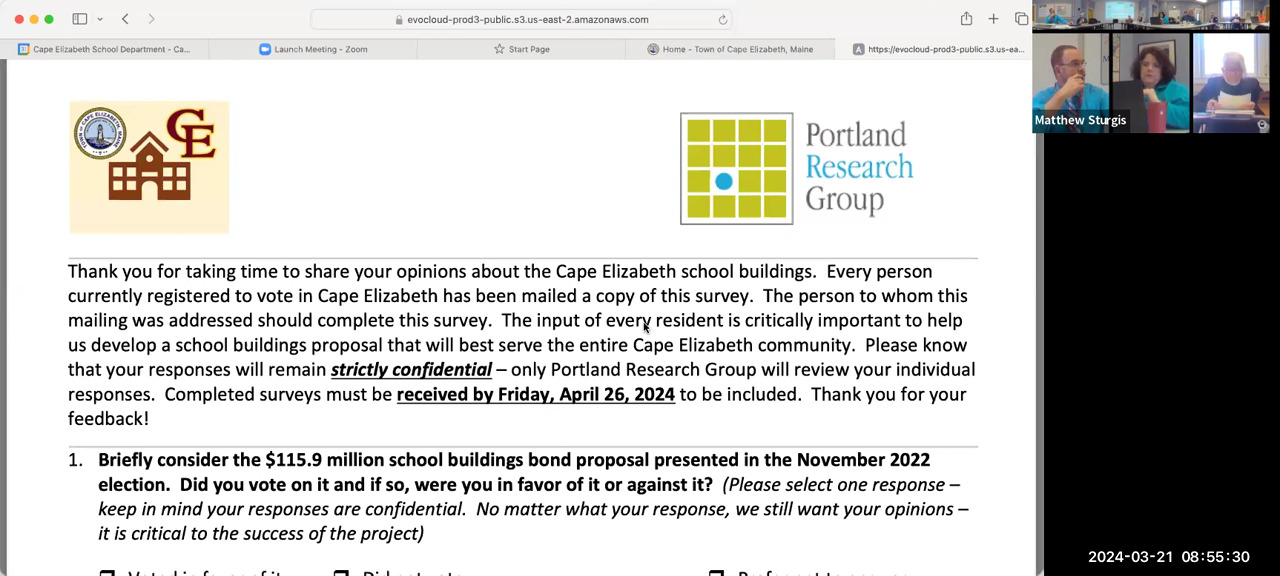 evocloud-prod3-public.s3.us-east-2.amazonaws.com
Cape Elizabeth School Department - Ca...
Launch Meeting - Zoom
Start Page
Home - Town of Cape Elizabeth, Maine
https://evocloud-prod3-public.s3.us-ea...
Matthew Sturgis
CE
Portland
Research
Group
Thank you for taking time to share your opinions about the Cape Elizabeth school buildings.  Every person
currently registered to vote in Cape Elizabeth has been mailed a copy of this survey.  The person to whom this
mailing was addressed should complete this survey.  The input of every resident is critically important to help
us develop a school buildings proposal that will best serve the entire Cape Elizabeth community.  Please know
that your responses will remain strictly confidential – only Portland Research Group will review your individual
responses.  Completed surveys must be received by Friday, April 26, 2024 to be included.  Thank you for your
feedback!
1. Briefly consider the $115.9 million school buildings bond proposal presented in the November 2022
election.  Did you vote on it and if so, were you in favor of it or against it?  (Please select one response –
keep in mind your responses are confidential.  No matter what your response, we still want your opinions –
it is critical to the success of the project)
2024-03-21 08:55:30